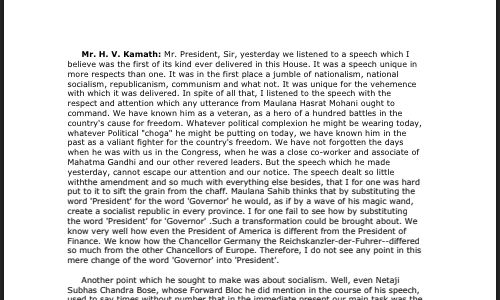 Mr. H. V. Kamath: Mr. President, Sir, yesterday we listened to a speech which I
believe was the first of its kind ever delivered in this House. It was a speech unique in
more respects than one. It was in the first place a jumble of nationalism, national
socialism, republicanism, communism and what not. It was unique for the vehemence
with which it was delivered. In spite of all that, I listened to the speech with the
respect and attention which any utterance from Maulana Hasrat Mohani ought to
command. We have known him as a veteran, as a hero of a hundred battles in the
country's cause for freedom. Whatever political complexion he might be wearing today,
whatever Political "choga" he might be putting on today, we have known him in the
past as a valiant fighter for the country's freedom. We have not forgotten the days
when he was with us in the Congress, when he was a close co-worker and associate of
Mahatma Gandhi and our other revered leaders. But the speech which he made
yesterday, cannot escape our attention and our notice. The speech dealt so little
withthe amendment and so much with everything else besides, that I for one was hard
put to it to sift the grain from the chaff. Maulana Sahib thinks that by substituting the
word 'President' for the word 'Governor' he would, as if by a wave of his magic wand,
create a socialist republic in every province. I for one fail to see how by substituting
the word 'President' for 'Governor' .Such a transformation could be brought about. We
know very well how even the President of America is different from the President of
Finance. We know how the Chancellor Germany the Reichskanzler-der-Fuhrer--differed
so much from the other Chancellors of Europe. Therefore, I do not see any point in this
mere change of the word 'Governor' into 'President'.
Another point which he sought to make was about socialism. Well, even Netaji
Subhas Chandra Bose, whose Forward Bloc he did mention in the course of his speech,
used to say times without number that in the immediate present our main task was the